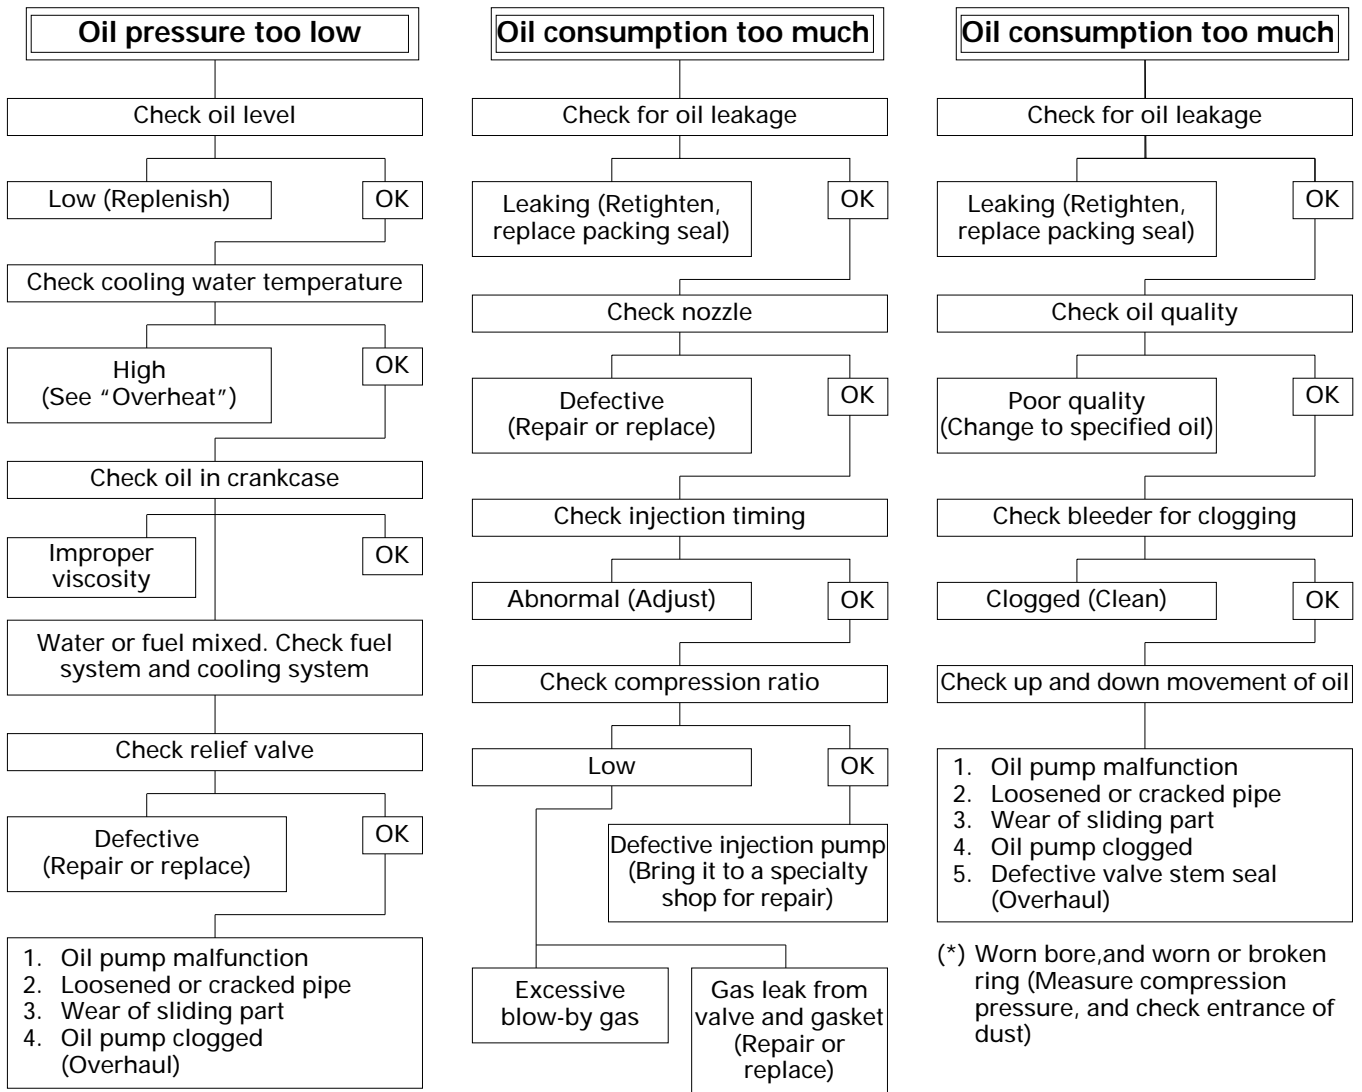 Oil pressure too low
Check oil level
Low (Replenish)
OK
Check cooling water temperature
High
(See “Overheat”)
OK
Check oil in crankcase
Improper
viscosity
OK
Water or fuel mixed. Check fuel
system and cooling system
Check relief valve
Defective
(Repair or replace)
OK
1. Oil pump malfunction
2. Loosened or cracked pipe
3. Wear of sliding part
4. Oil pump clogged
(Overhaul)
Oil consumption too much
Check for oil leakage
Leaking (Retighten,
replace packing seal)
OK
Check nozzle
Defective
(Repair or replace)
OK
Check injection timing
Abnormal (Adjust)
OK
Check compression ratio
Low
OK
Defective injection pump
(Bring it to a specialty
shop for repair)
Excessive
blow-by gas
Gas leak from
valve and gasket
(Repair or
replace)
Oil consumption too much
Check for oil leakage
Leaking (Retighten,
replace packing seal)
OK
Check oil quality
Poor quality
(Change to specified oil)
OK
Check bleeder for clogging
Clogged (Clean)
OK
Check up and down movement of oil
1. Oil pump malfunction
2. Loosened or cracked pipe
3. Wear of sliding part
4. Oil pump clogged
5. Defective valve stem seal
(Overhaul)
(*) Worn bore,and worn or broken
ring (Measure compression
pressure, and check entrance of
dust)